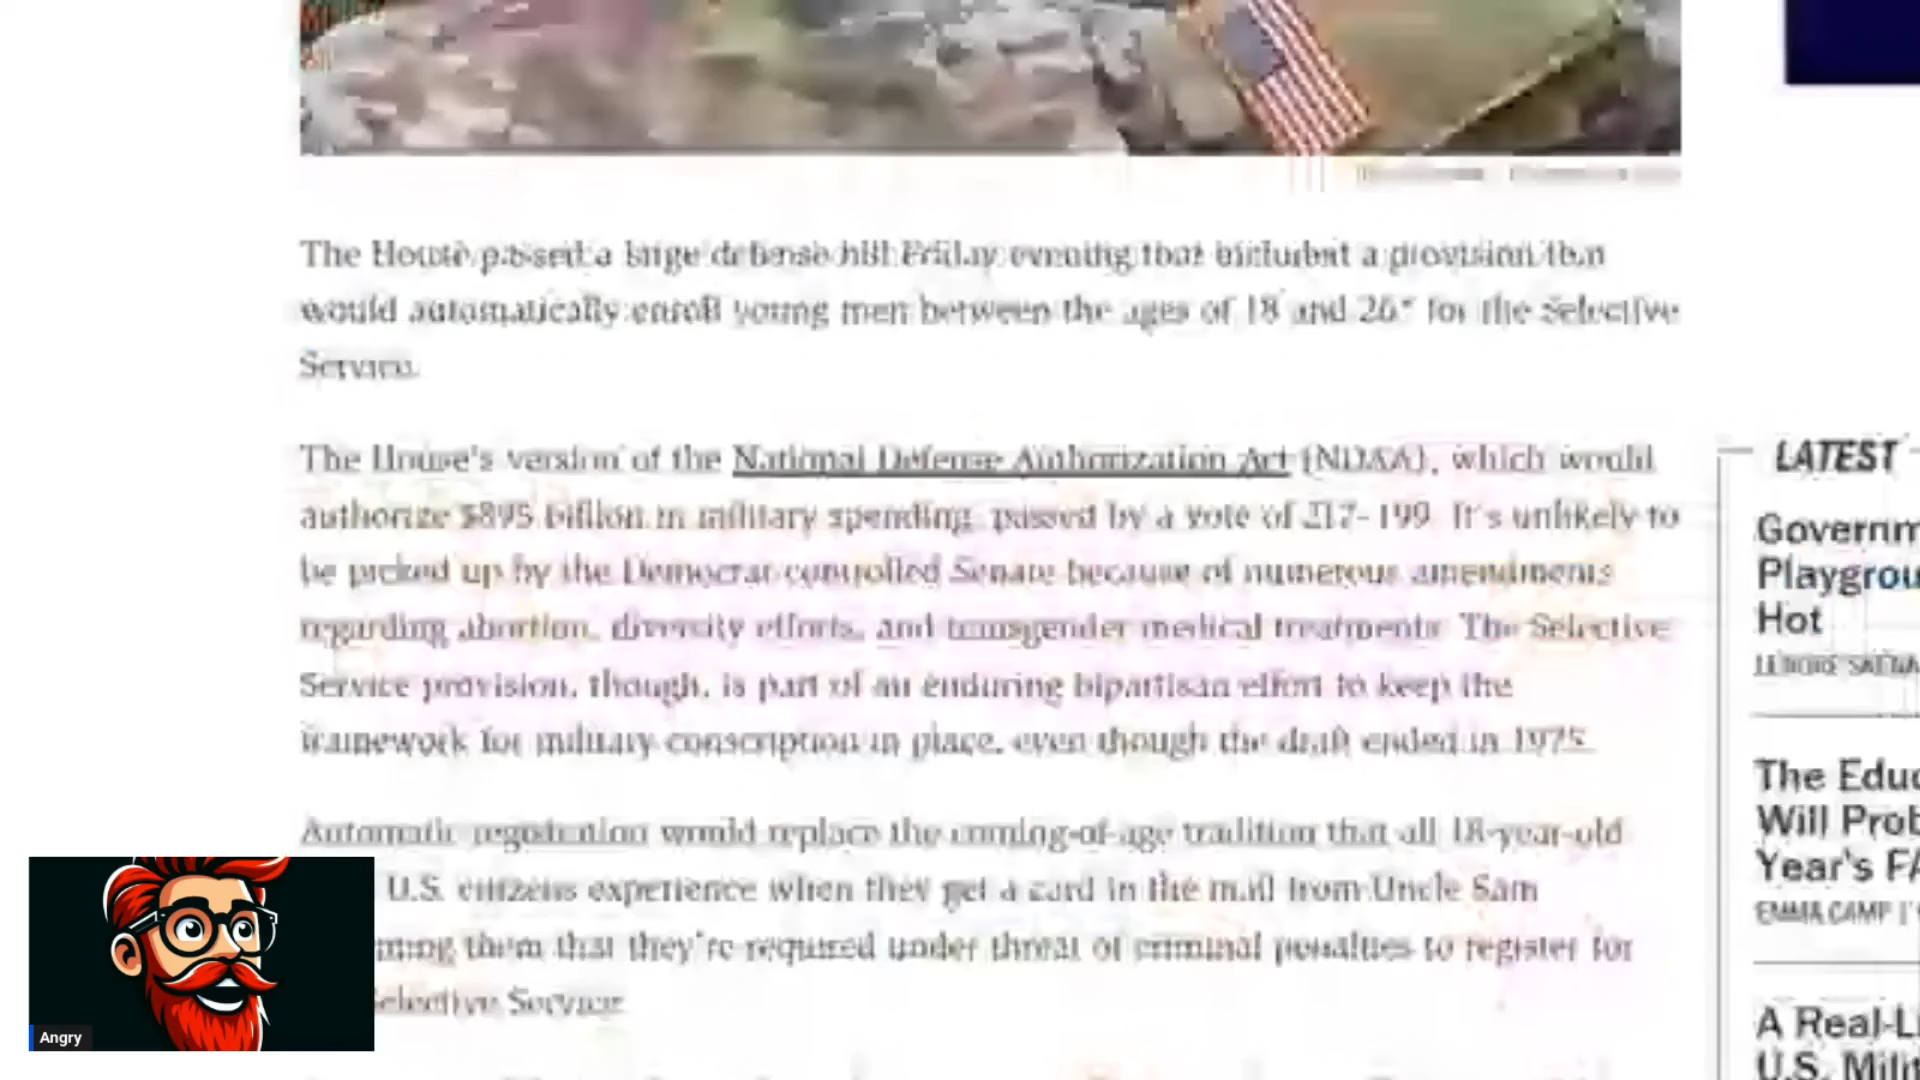 The House passed a large defense bill Friday evening that included a provision that
would automatically enroll young men between the ages of 18 and 26* for the Selective
Service.
The House's version of the National Defense Authorization Act (NDAA), which would
authorize $895 billion in military spending, passed by a vote of 217-199. It's unlikely to
be picked up by the Democrat-controlled Senate because of numerous amendments
regarding abortion, diversity efforts, and transgender medical treatments. The Selective
Service provision, though, is part of an enduring bipartisan effort to keep the
framework for military conscription in place, even though the draft ended in 1975.
Automatic registration would replace the coming-of-age tradition that all 18-year-old
U.S. citizens experience when they get a card in the mail from Uncle Sam
ming them that they're required under threat of criminal penalties to register for
Selective Service.
LATEST
Governm
Playgrou
Hot
The Educ
Will Prob
Year's FA
EMMA CAMP |
A Real-Li
U.S. Milit
Angry